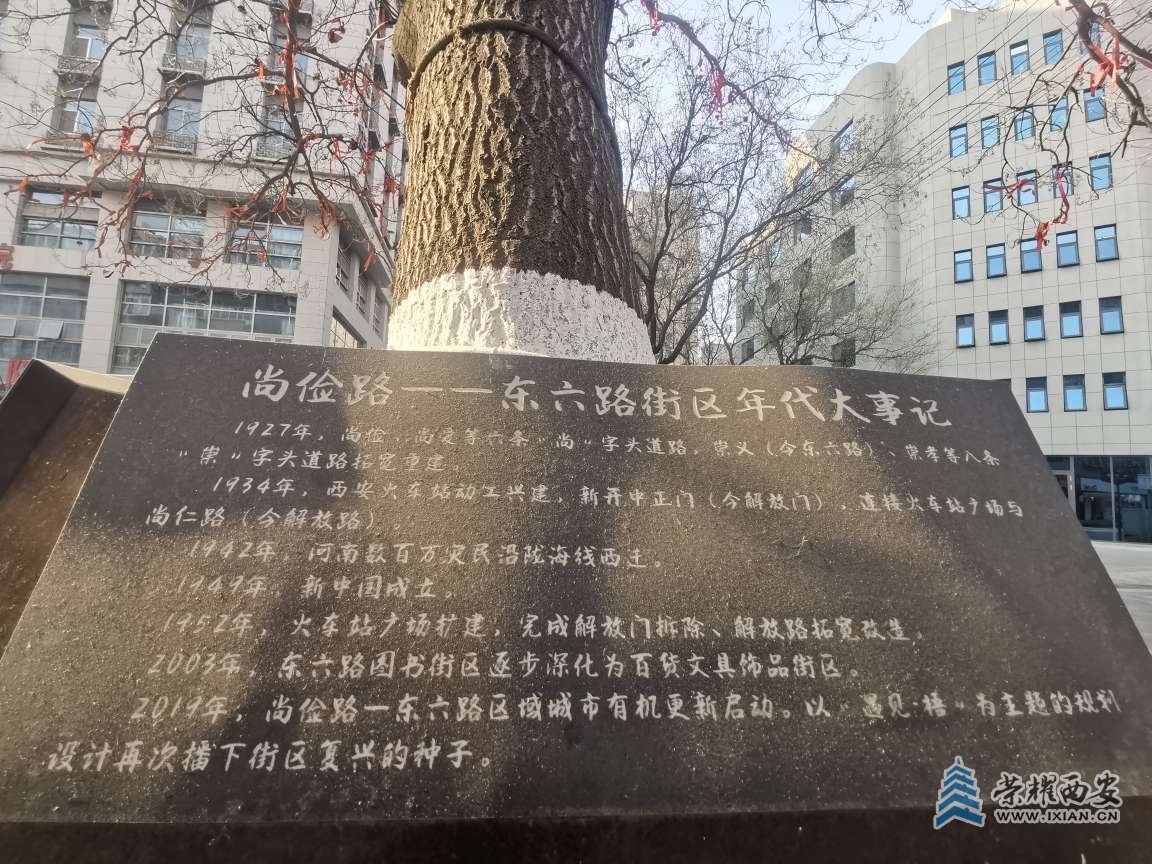 尚俭路——东六路街区年代大事记
1927年，尚俭、尚爱等六条“尚”字头道路，崇义（今东六路）、崇孝等八条
“崇”字头道路拓宽重建。
1934年，西安火车站动工兴建，新开中正门（今解放门），连接火车站广场与
尚仁路（今解放路）。
1942年，河南数百万灾民沿陇海线西迁。
1949年，新中国成立。
1952年，火车站广场扩建，完成解放门拆除、解放路拓宽改造。
2003年，东六路图书街区逐步深化为百货文具饰品街区。
2019年，尚俭路—东六路区域城市有机更新启动。以“遇见·梧”为主题的规划
设计再次播下街区复兴的种子。
荣耀西安
WWW.IXIAN.CN